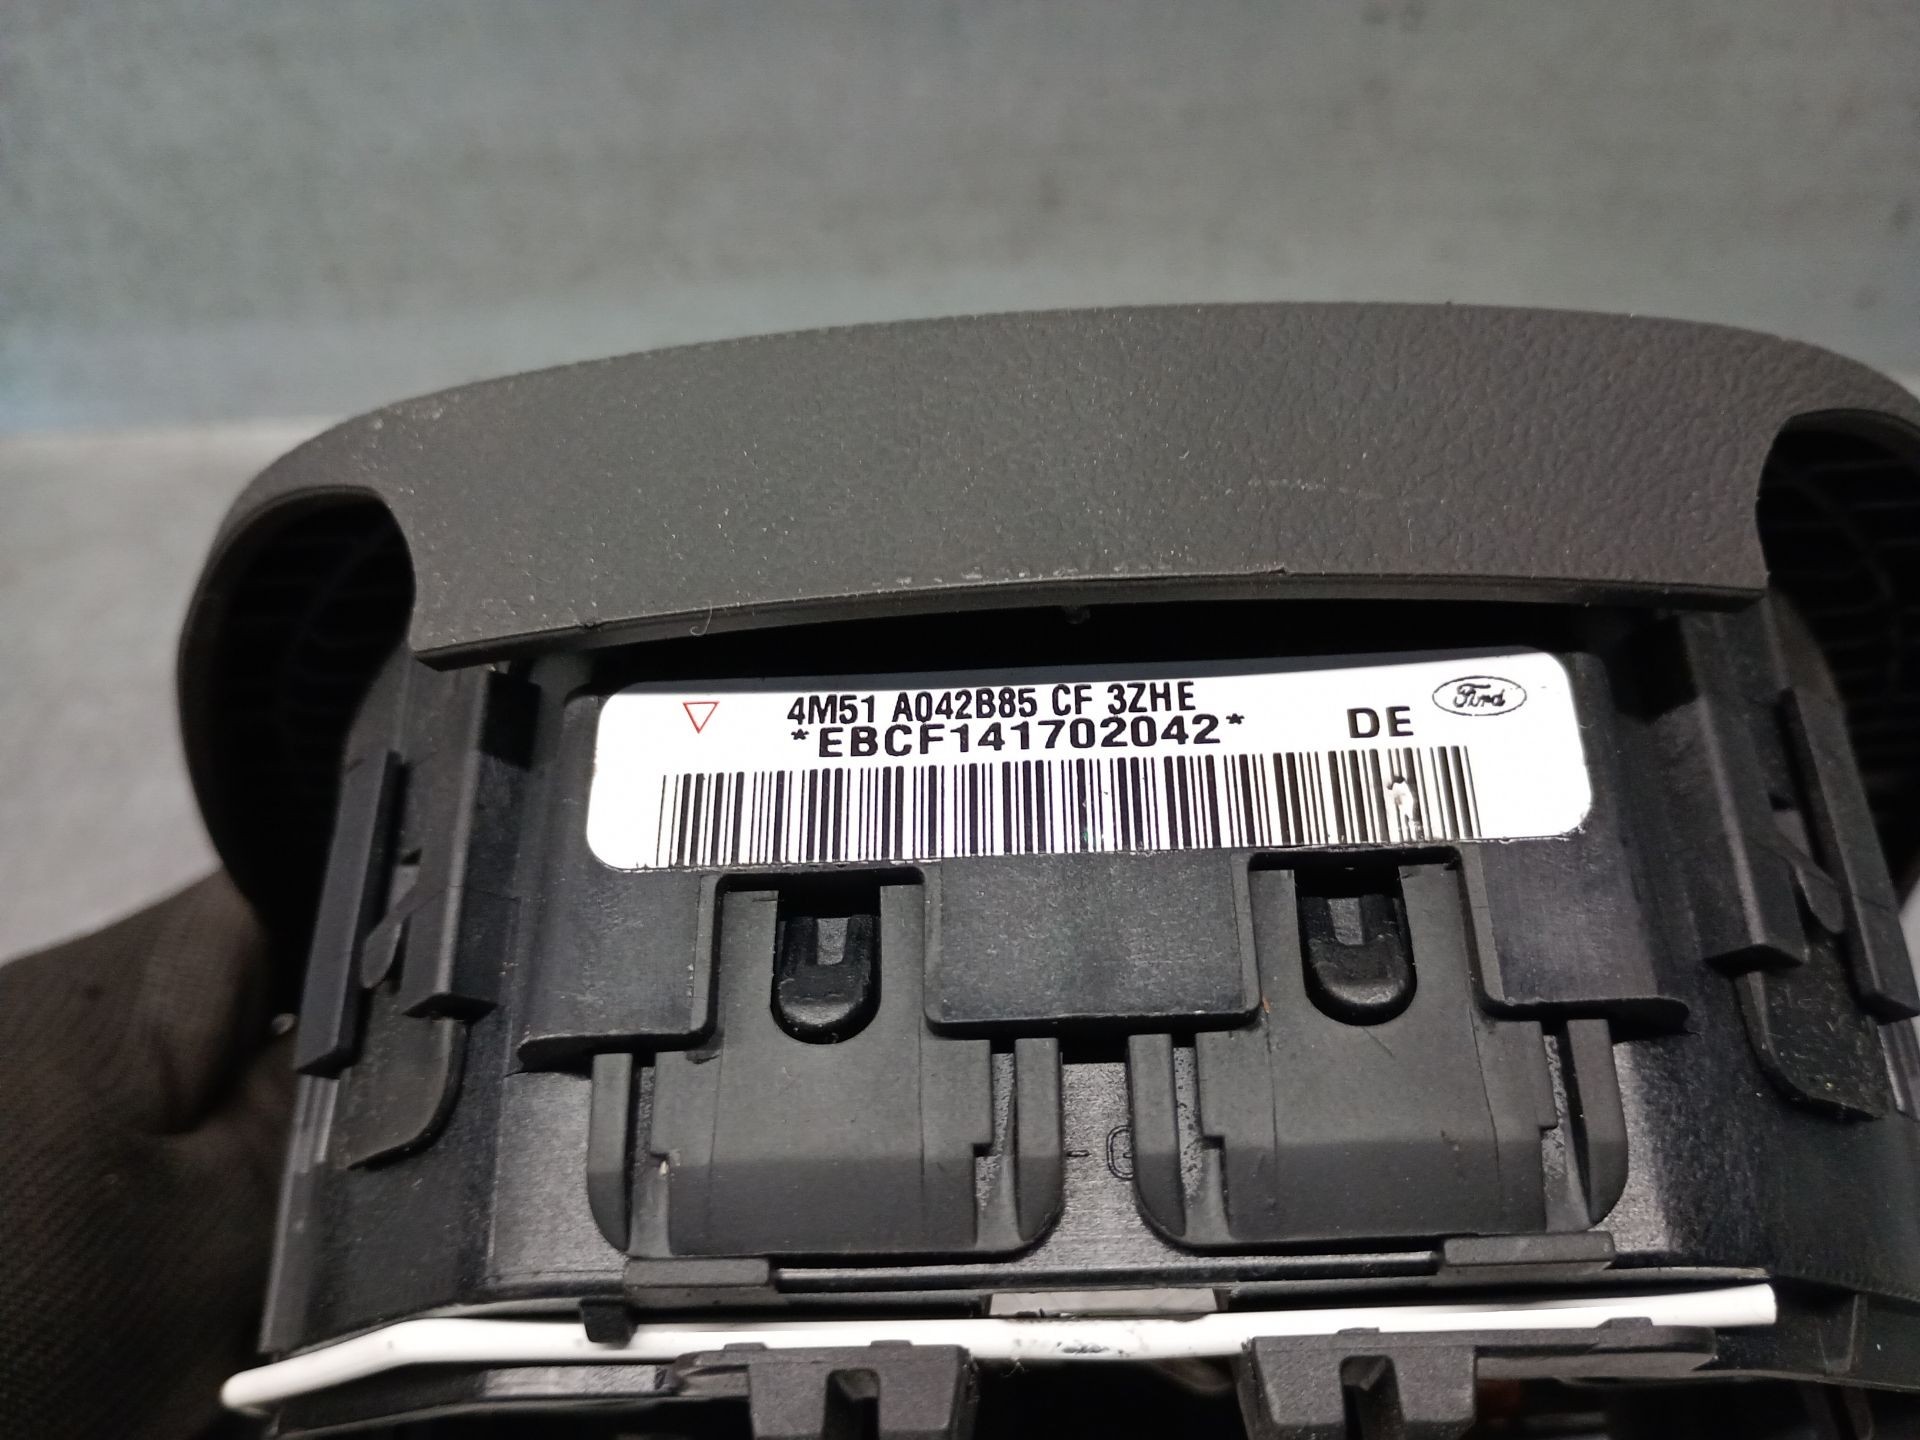 4M51 A042B85 CF 3ZHE
*EBCF141702042*
DE
Ford